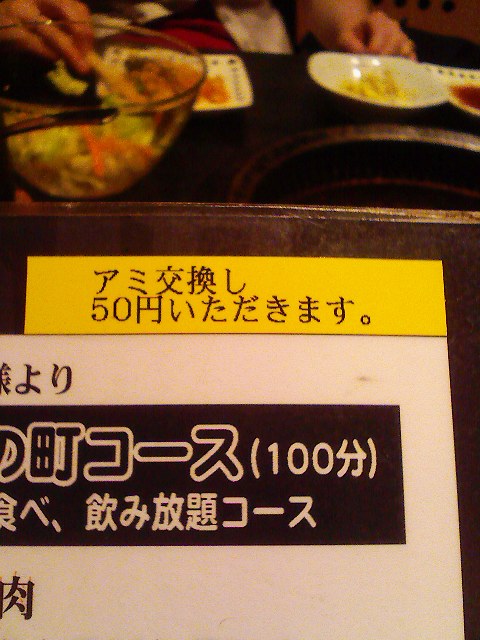 アミ交換し
50円いただきます。
様より
の町コース(100分)
食べ、飲み放題コース
肉